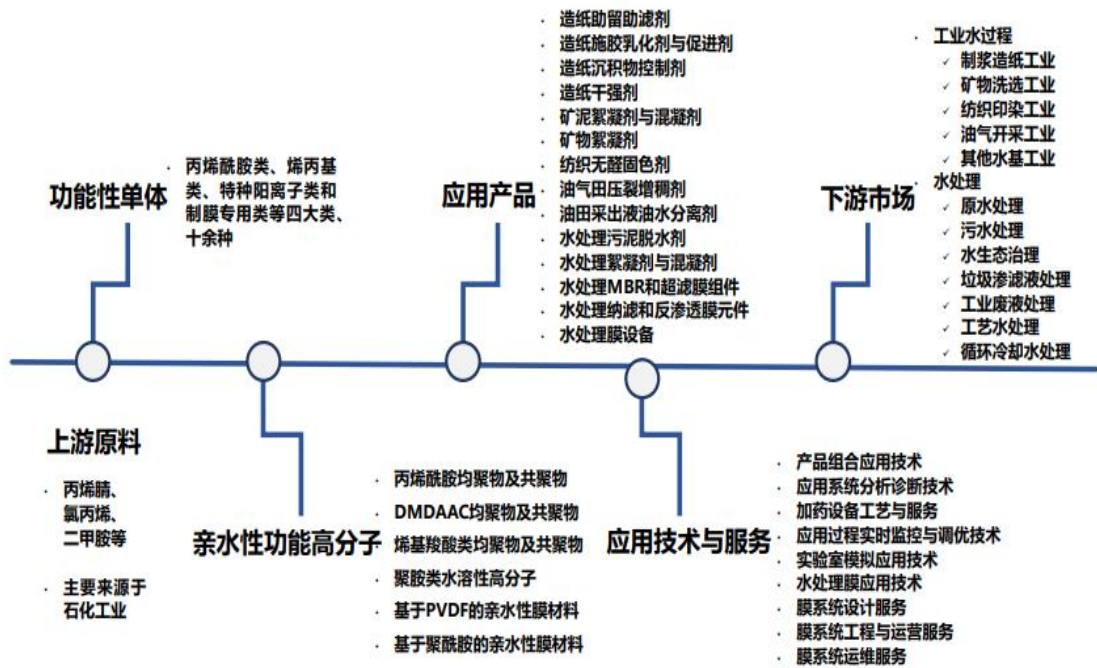 功能性单体
丙烯酰胺类、烯丙基
类、特种阳离子类和
制膜专用类等四大类、
十余种
应用产品
造纸助留助滤剂
造纸施胶乳化剂与促进剂
造纸沉积物控制剂
造纸干强剂
矿泥絮凝剂与混凝剂
矿物絮凝剂
纺织无醛固色剂
油气田压裂增稠剂
油田采出液油水分离剂
水处理污泥脱水剂
水处理絮凝剂与混凝剂
水处理MBR和超滤膜组件
水处理纳滤和反渗透膜元件
水处理膜设备
下游市场
工业水过程
制浆造纸工业
矿物洗选工业
纺织印染工业
油气开采工业
其他水基工业
水处理
原水处理
污水处理
水生态治理
垃圾渗滤液处理
工业废液处理
工艺水处理
循环冷却水处理
上游原料
丙烯腈、
氯丙烯、
二甲胺等
主要来源于
石化工业
亲水性功能高分子
丙烯酰胺均聚物及共聚物
DMDAAC均聚物及共聚物
烯基羧酸类均聚物及共聚物
聚胺类水溶性高分子
基于PVDF的亲水性膜材料
基于聚酰胺的亲水性膜材料
应用技术与服务
产品组合应用技术
应用系统分析诊断技术
加药设备工艺与服务
应用过程实时监控与调优技术
实验室模拟应用技术
水处理膜应用技术
膜系统设计服务
膜系统工程与运营服务
膜系统运维服务